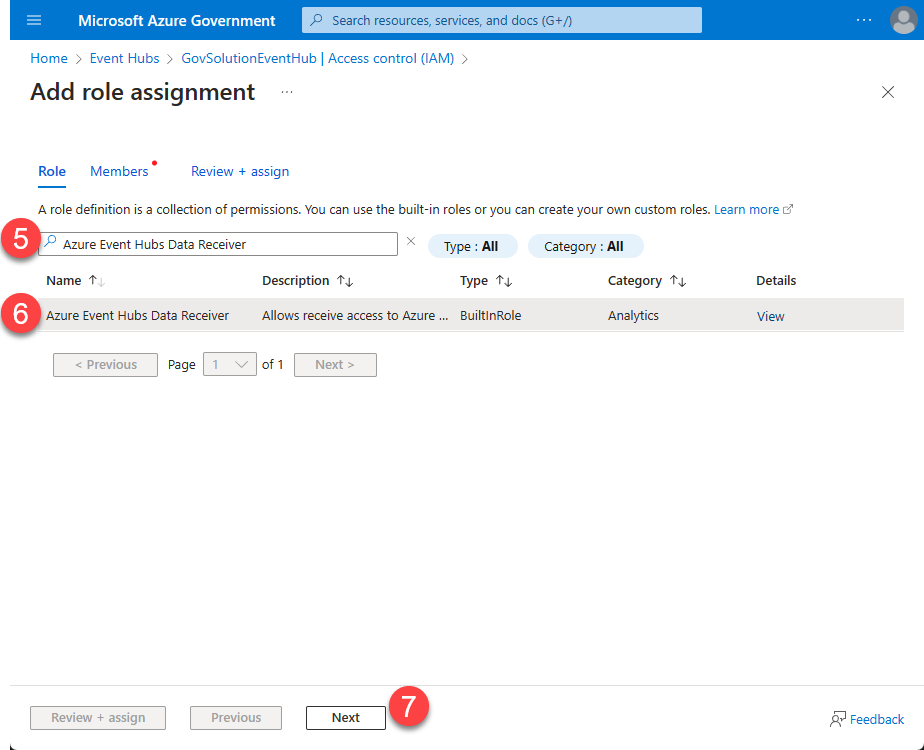 Microsoft Azure Government
Search resources, services, and docs (G+/)
...
Home > Event Hubs > GovSolutionEventHub | Access control (IAM) >
Add role assignment ...
Role Members Review + assign
A role definition is a collection of permissions. You can use the built-in roles or you can create your own custom roles. Learn more
5 Azure Event Hubs Data Receiver Type : All Category : All
Name Description Type Category Details
6 Azure Event Hubs Data Receiver Allows receive access to Azure ... BuiltInRole Analytics View
< Previous Page 1 of 1 Next >
Review + assign Previous Next 7 Feedback